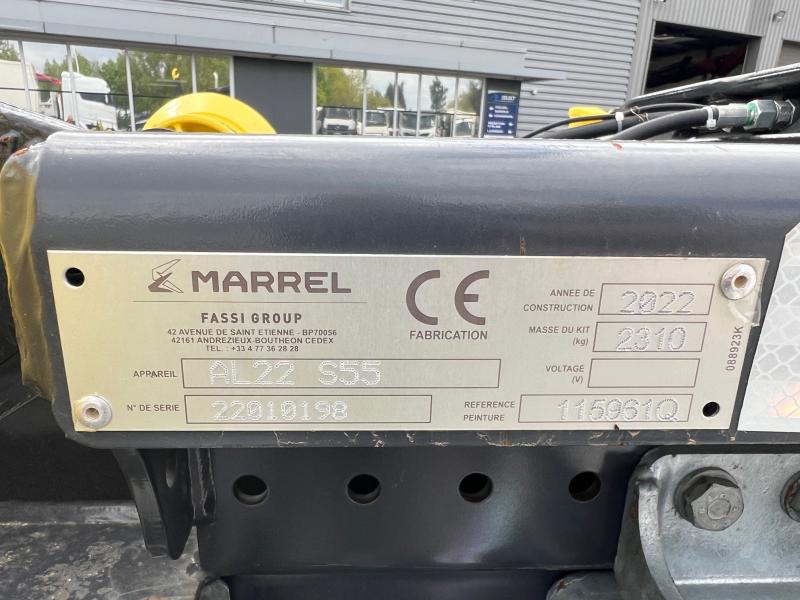 MARREL
FASSI GROUP
42 AVENUE DE SAINT ETIENNE - BP70056
42161 ANDREZIEUX-BOUTHEON CEDEX
TEL. : +33 4 77 36 28 28
CE
FABRICATION
ANNEE DE CONSTRUCTION 2022
MASSE DU KIT (kg) 2310
VOLTAGE (V)
APPAREIL AL22 S55
N° DE SERIE 22010198
REFERENCE PEINTURE 115961Q
088923K
SELECT